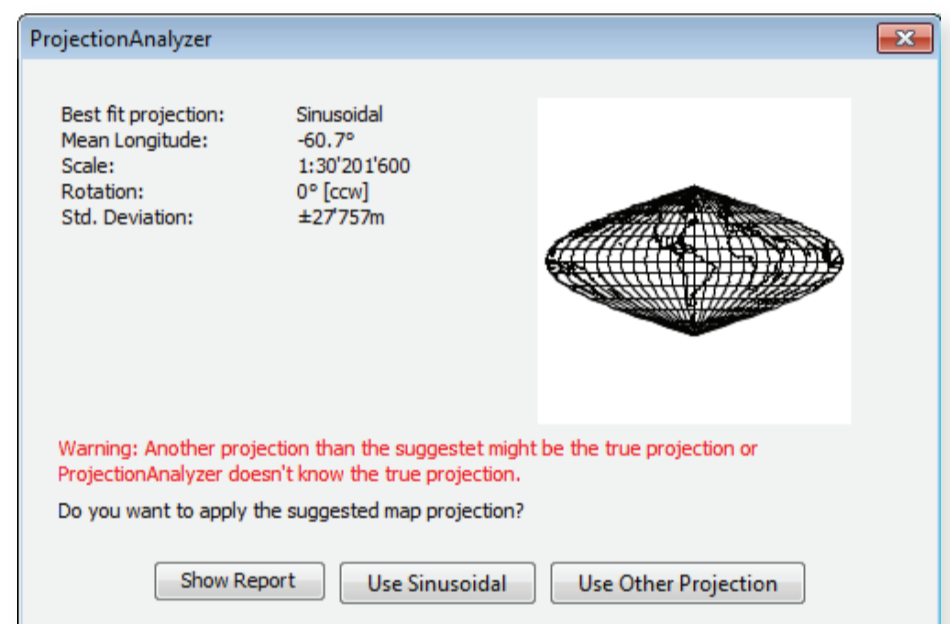 ProjectionAnalyzer
Best fit projection: Sinusoidal
Mean Longitude: -60.7°
Scale: 1:30'201'600
Rotation: 0° [ccw]
Std. Deviation: ±27'757m
Warning: Another projection than the suggestet might be the true projection or
ProjectionAnalyzer doesn't know the true projection.
Do you want to apply the suggested map projection?
Show Report Use Sinusoidal Use Other Projection